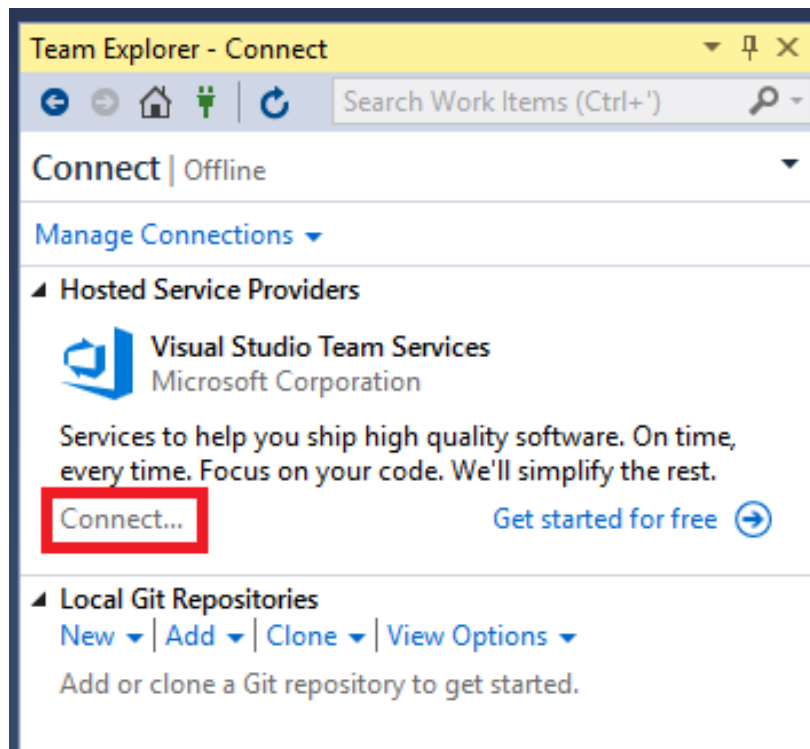 Team Explorer - Connect
Search Work Items (Ctrl+')
Connect | Offline
Manage Connections
Hosted Service Providers
Visual Studio Team Services
Microsoft Corporation
Services to help you ship high quality software. On time,
every time. Focus on your code. We'll simplify the rest.
Connect... Get started for free
Local Git Repositories
New | Add | Clone | View Options
Add or clone a Git repository to get started.